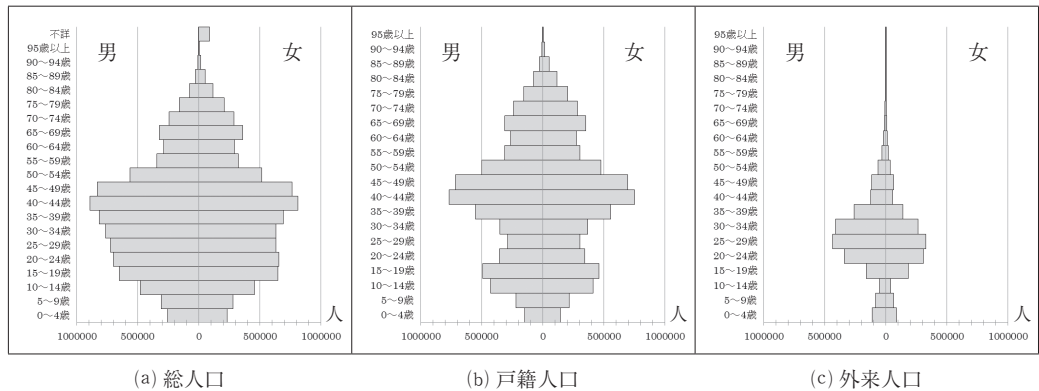 男
女
不詳
95歳以上
90〜94歳
85〜89歳
80〜84歳
75〜79歳
70〜74歳
65〜69歳
60〜64歳
55〜59歳
50〜54歳
45〜49歳
40〜44歳
35〜39歳
30〜34歳
25〜29歳
20〜24歳
15〜19歳
10〜14歳
5〜9歳
0〜4歳
人
1000000 500000 0 500000 1000000
(a) 総人口
男
女
95歳以上
90〜94歳
85〜89歳
80〜84歳
75〜79歳
70〜74歳
65〜69歳
60〜64歳
55〜59歳
50〜54歳
45〜49歳
40〜44歳
35〜39歳
30〜34歳
25〜29歳
20〜24歳
15〜19歳
10〜14歳
5〜9歳
0〜4歳
人
1000000 500000 0 500000 1000000
(b) 戸籍人口
男
女
95歳以上
90〜94歳
85〜89歳
80〜84歳
75〜79歳
70〜74歳
65〜69歳
60〜64歳
55〜59歳
50〜54歳
45〜49歳
40〜44歳
35〜39歳
30〜34歳
25〜29歳
20〜24歳
15〜19歳
10〜14歳
5〜9歳
0〜4歳
人
1000000 500000 0 500000 1000000
(c) 外来人口